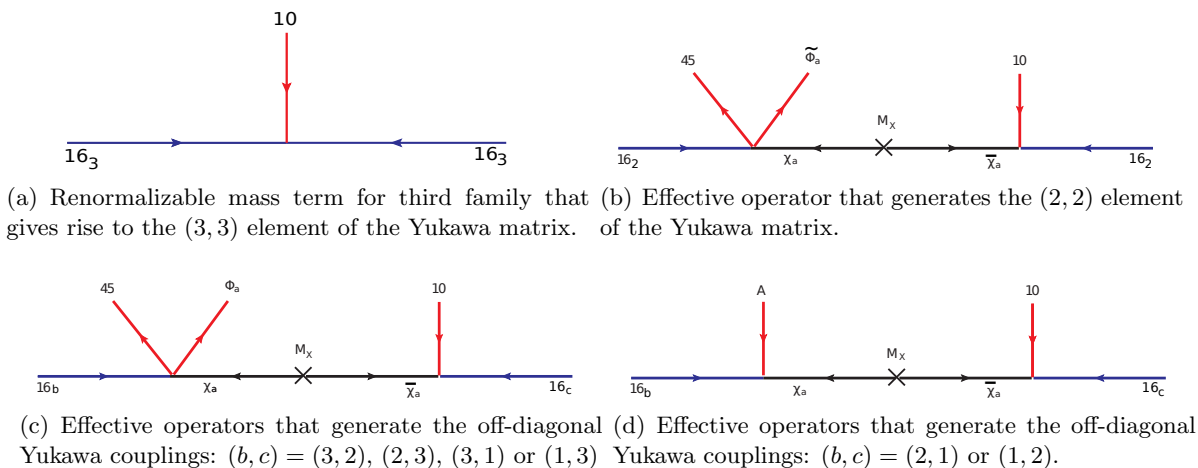 10
16₃
16₃
45
Φ̃ₐ
10
Mχ
16₂
χₐ
χ̄ₐ
16₂
(a) Renormalizable mass term for third family that
gives rise to the (3, 3) element of the Yukawa matrix.
(b) Effective operator that generates the (2, 2) element
of the Yukawa matrix.
45
Φₐ
10
Mχ
16_b
χₐ
χ̄ₐ
16_c
A
10
Mχ
16_b
χₐ
χ̄ₐ
16_c
(c) Effective operators that generate the off-diagonal
Yukawa couplings: (b, c) = (3, 2), (2, 3), (3, 1) or (1, 3)
(d) Effective operators that generate the off-diagonal
Yukawa couplings: (b, c) = (2, 1) or (1, 2).